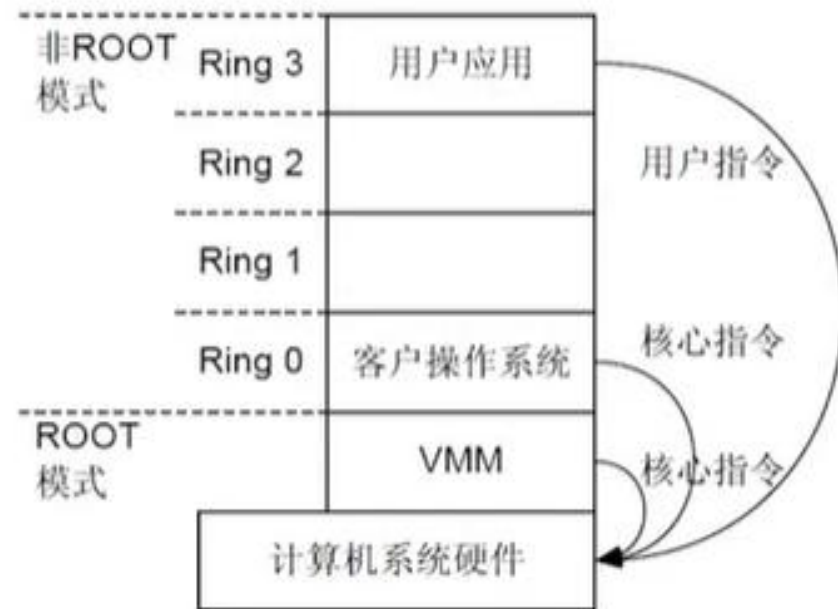 非ROOT
模式
Ring 3
用户应用
用户指令
Ring 2
Ring 1
Ring 0
客户操作系统
核心指令
ROOT
模式
VMM
核心指令
计算机系统硬件